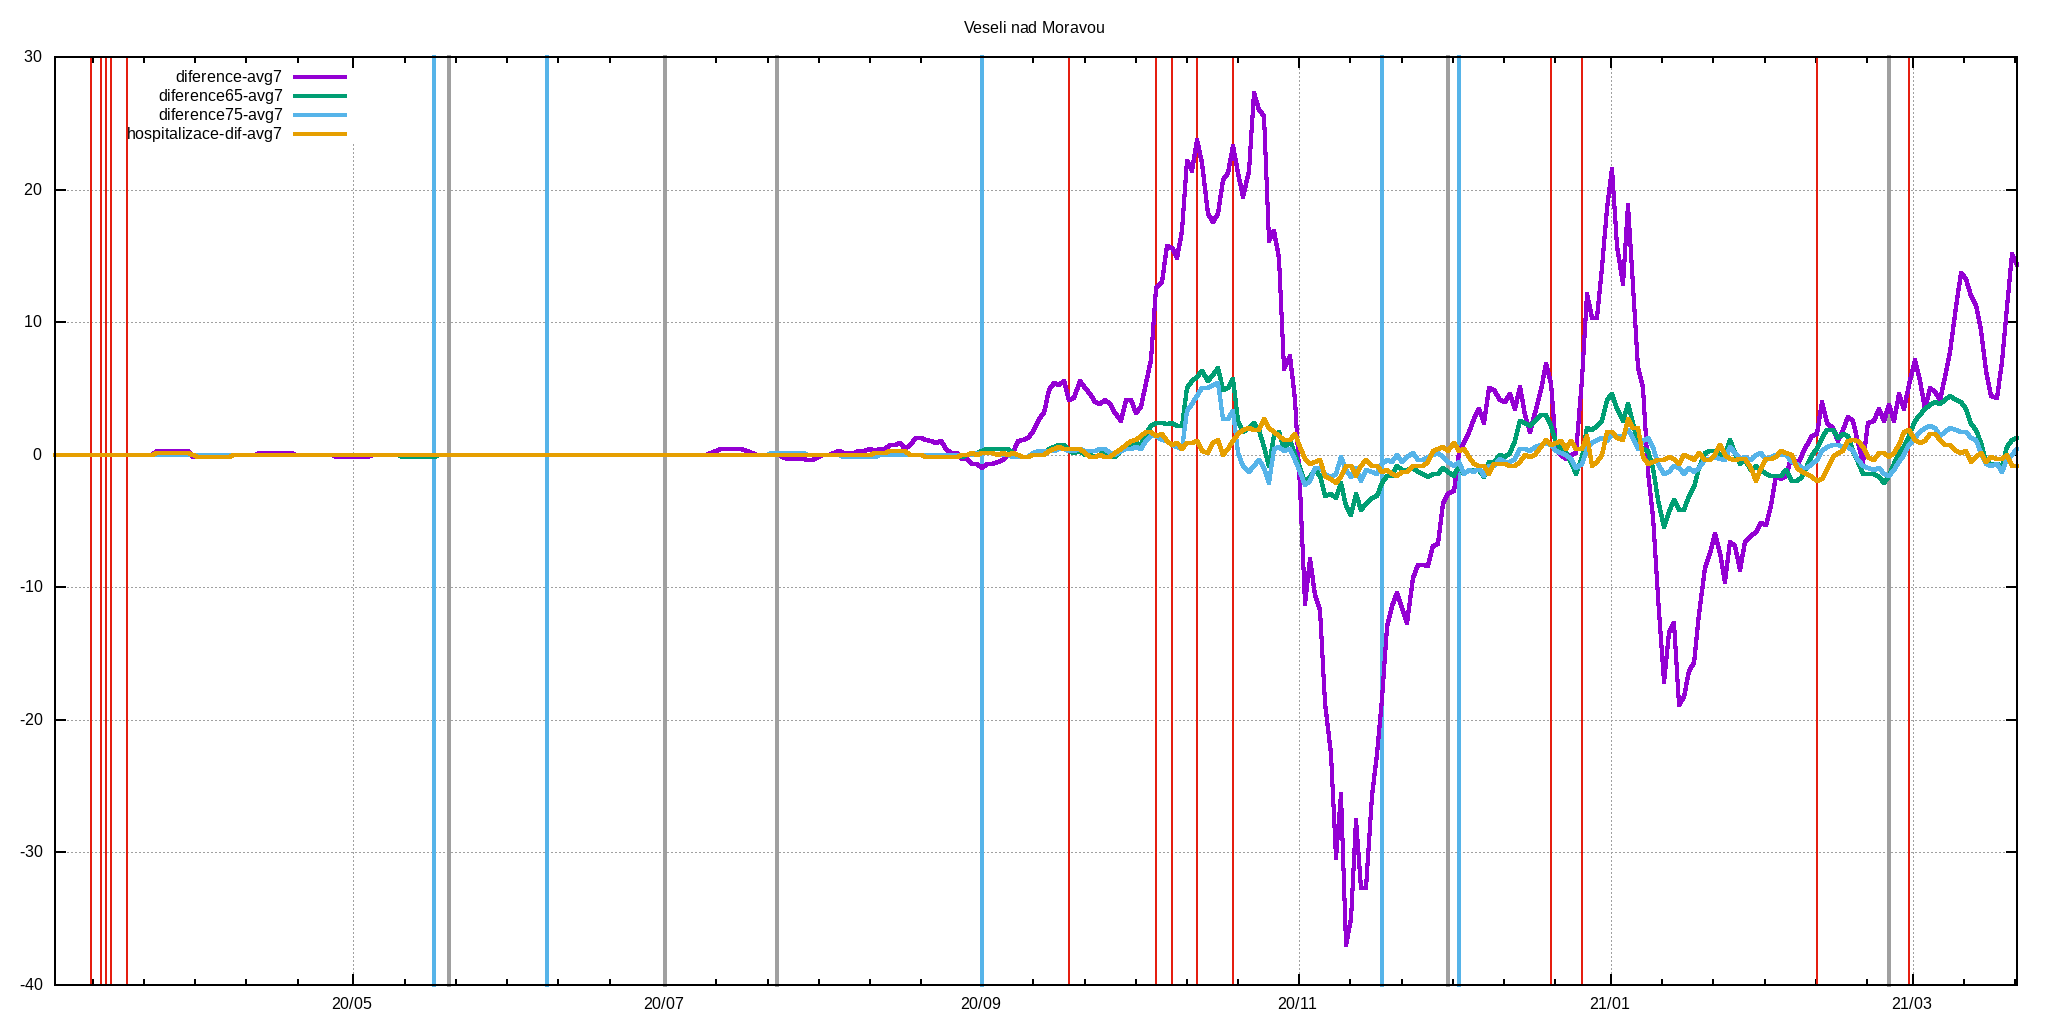 Veseli nad Moravou
30
diference-avg7
diference65-avg7
diference75-avg7
hospitalizace-dif-avg7
20
10
0
-10
-20
-30
-40
20/05 20/07 20/09 20/11 21/01 21/03